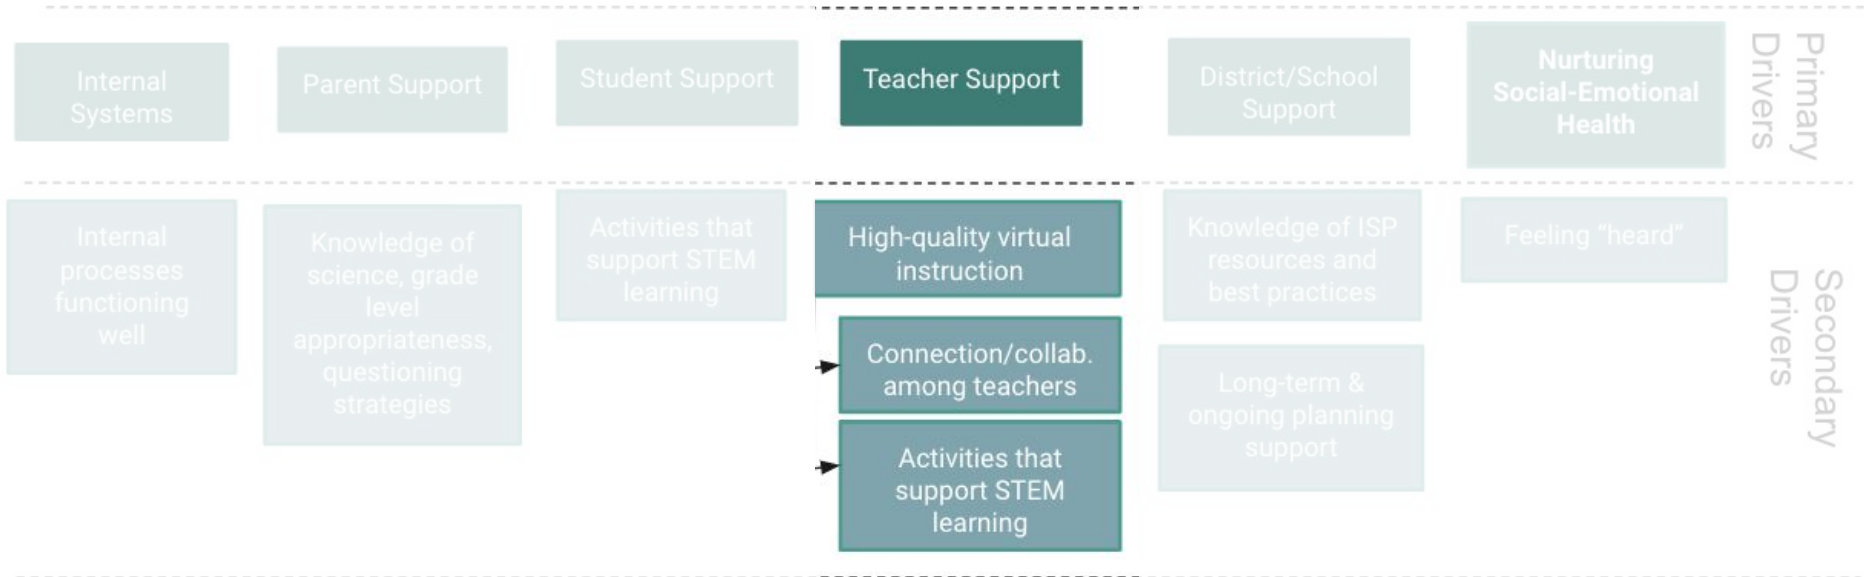 Internal
Systems
Parent Support
Student Support
Teacher Support
District/School
Support
Nurturing
Social-Emotional
Health
Primary
Drivers
Internal
processes
functioning
well
Knowledge of
science, grade
level
appropriateness,
questioning
strategies
Activities that
support STEM
learning
High-quality virtual
instruction
Connection/collab.
among teachers
Activities that
support STEM
learning
Knowledge of ISP
resources and
best practices
Long-term &
ongoing planning
support
Feeling “heard”
Secondary
Drivers